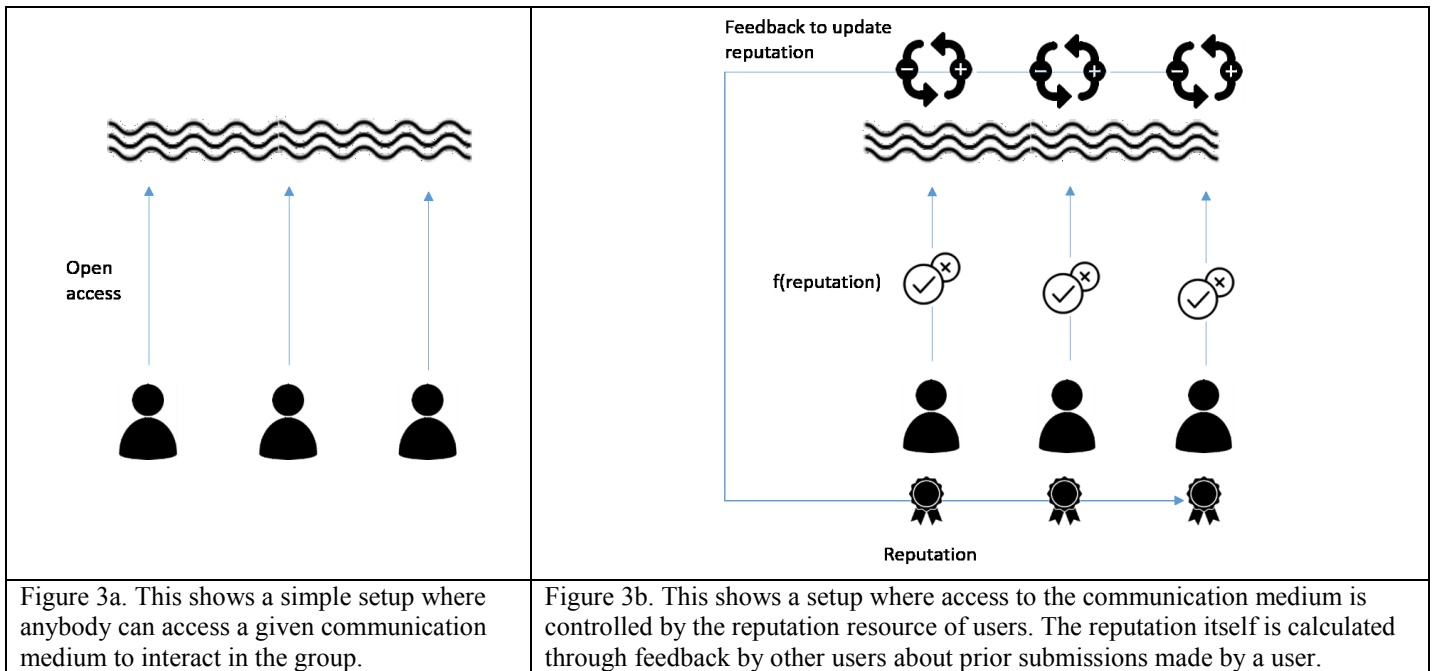 Open
access
Figure 3a. This shows a simple setup where
anybody can access a given communication
medium to interact in the group.
Feedback to update
reputation
f(reputation)
Reputation
Figure 3b. This shows a setup where access to the communication medium is
controlled by the reputation resource of users. The reputation itself is calculated
through feedback by other users about prior submissions made by a user.